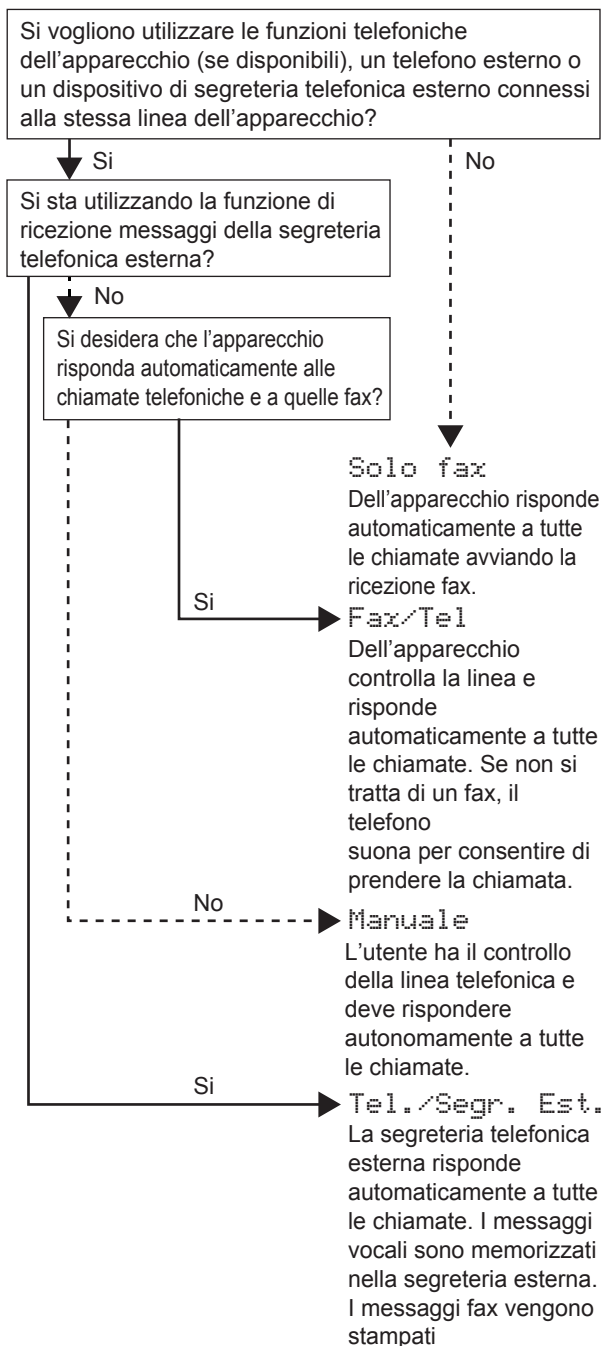 Si vogliono utilizzare le funzioni telefoniche
dell'apparecchio (se disponibili), un telefono esterno o
un dispositivo di segreteria telefonica esterno connessi
alla stessa linea dell'apparecchio?
Si
No
Si sta utilizzando la funzione di
ricezione messaggi della segreteria
telefonica esterna?
No
Si desidera che l'apparecchio
risponda automaticamente alle
chiamate telefoniche e a quelle fax?
Solo fax
Dell'apparecchio risponde
automaticamente a tutte
le chiamate avviando la
ricezione fax.
Si
Fax/Tel
Dell'apparecchio
controlla la linea e
risponde
automaticamente a tutte
le chiamate. Se non si
tratta di un fax, il
telefono
suona per consentire di
prendere la chiamata.
No
Manuale
L'utente ha il controllo
della linea telefonica e
deve rispondere
autonomamente a tutte
le chiamate.
Si
Tel./Segr. Est.
La segreteria telefonica
esterna risponde
automaticamente a tutte
le chiamate. I messaggi
vocali sono memorizzati
nella segreteria esterna.
I messaggi fax vengono
stampati